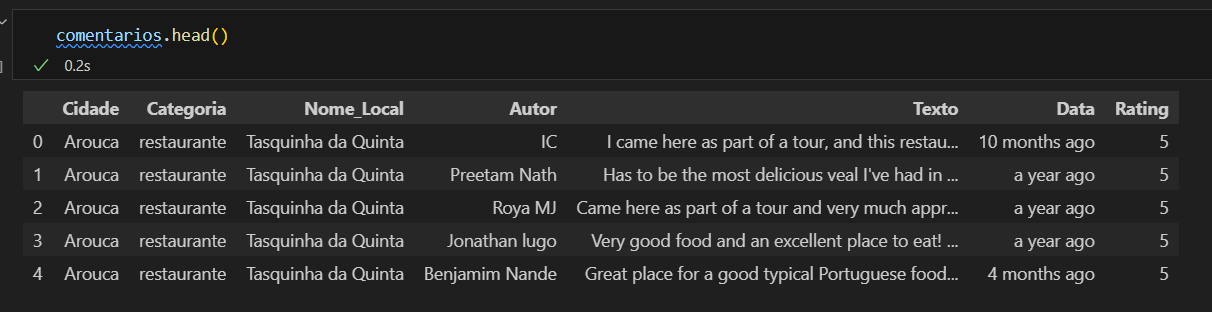 comentarios.head()
0.2s
Cidade Categoria Nome_Local Autor Texto Data Rating
0 Arouca restaurante Tasquinha da Quinta IC I came here as part of a tour, and this restau... 10 months ago 5
1 Arouca restaurante Tasquinha da Quinta Preetam Nath Has to be the most delicious veal I've had in ... a year ago 5
2 Arouca restaurante Tasquinha da Quinta Roya MJ Came here as part of a tour and very much appr... a year ago 5
3 Arouca restaurante Tasquinha da Quinta Jonathan lugo Very good food and an excellent place to eat! ... a year ago 5
4 Arouca restaurante Tasquinha da Quinta Benjamim Nande Great place for a good typical Portuguese food... 4 months ago 5